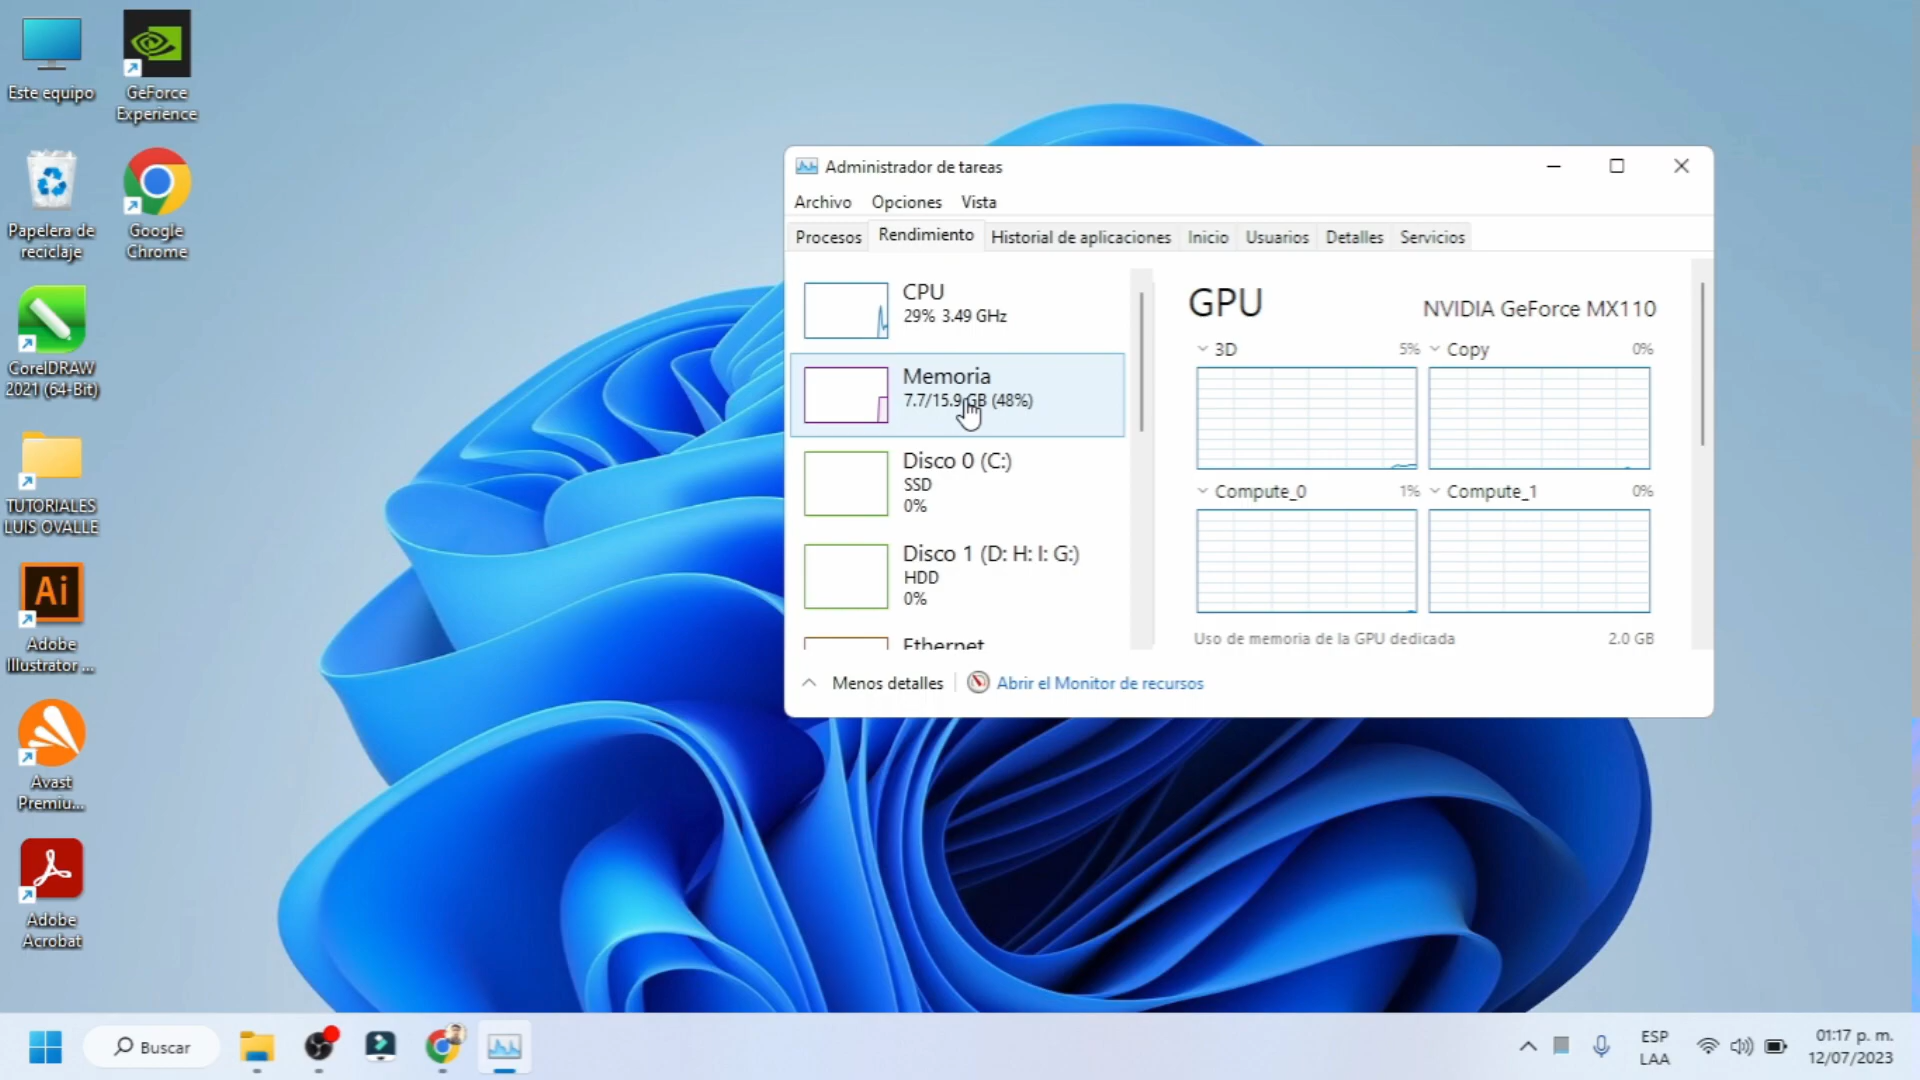 Este equipo
GeForce
Experience
Papelera de
reciclaje
Google
Chrome
CorelDRAW
2021 (64-Bit)
TUTORIALES
LUIS OVALLE
Ai
Adobe
Illustrator ...
Avast
Premiu...
Adobe
Acrobat
Administrador de tareas
Archivo Opciones Vista
Procesos Rendimiento Historial de aplicaciones Inicio Usuarios Detalles Servicios
CPU
29% 3.49 GHz
Memoria
7.7/15.9 GB (48%)
Disco 0 (C:)
SSD
0%
Disco 1 (D: H: I: G:)
HDD
0%
Ethernet
GPU NVIDIA GeForce MX110
3D 5% Copy 0%
Compute_0 1% Compute_1 0%
Uso de memoria de la GPU dedicada 2.0 GB
Menos detalles Abrir el Monitor de recursos
Buscar
ESP
LAA
01:17 p. m.
12/07/2023